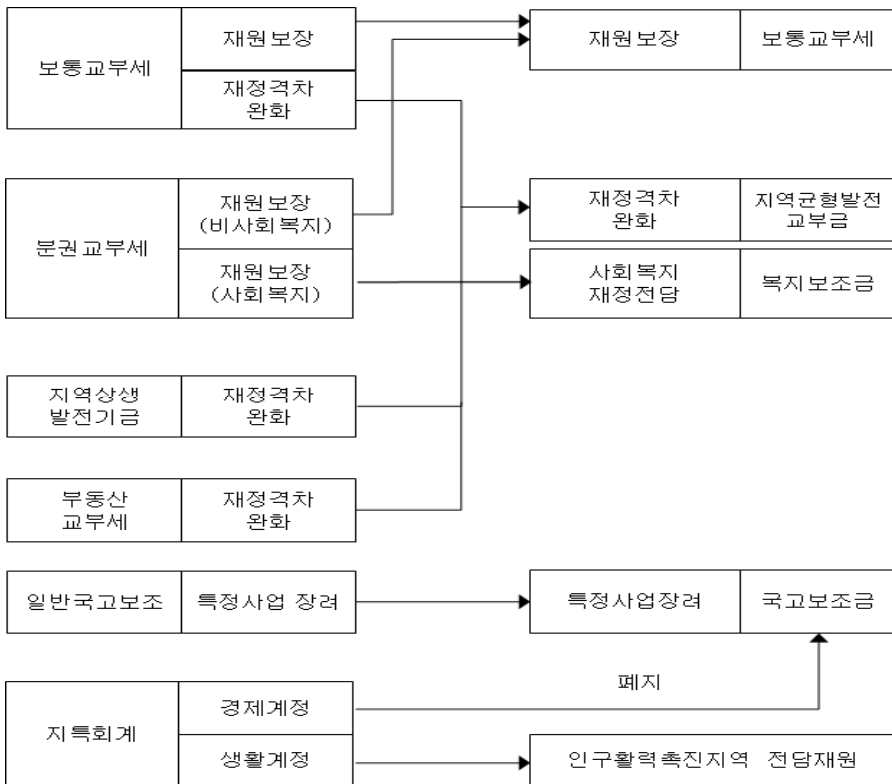 보통교부세
재원보장
재정격차
완화
재원보장
보통교부세
분권교부세
재원보장
(비사회복지)
재원보장
(사회복지)
재정격차
완화
지역균형발전
교부금
사회복지
재정전담
복지보조금
지역상생
발전기금
재정격차
완화
부동산
교부세
재정격차
완화
일반국고보조
특정사업 장려
특정사업장려
국고보조금
지특회계
경제계정
생활계정
폐지
인구활력촉진지역 전담재원